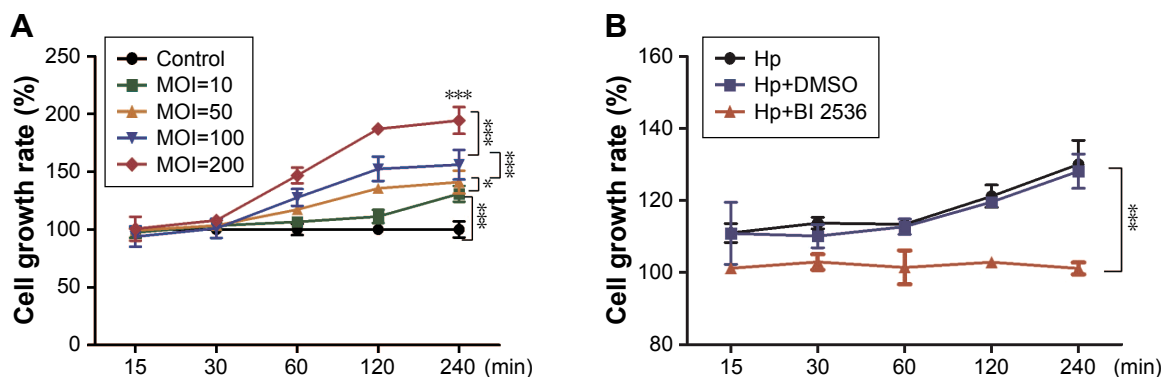 A
Cell growth rate (%)
250
200
150
100
50
0
Control
MOI=10
MOI=50
MOI=100
MOI=200
***
***
***
*
***
15 30 60 120 240 (min)
B
Cell growth rate (%)
160
140
120
100
80
Hp
Hp+DMSO
Hp+BI 2536
***
15 30 60 120 240 (min)